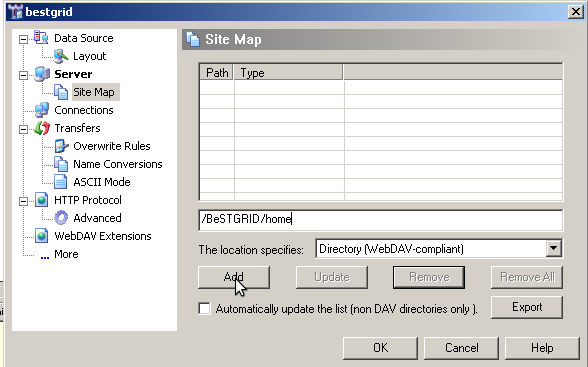 bestgrid
Data Source
Layout
Server
Site Map
Connections
Transfers
Overwrite Rules
Name Conversions
ASCII Mode
HTTP Protocol
Advanced
WebDAV Extensions
... More
Site Map
Path Type
/BeSTGRID/home
The location specifies: Directory (WebDAV-compliant)
Add Update Remove Remove All
Automatically update the list (non DAV directories only ). Export
OK Cancel Help